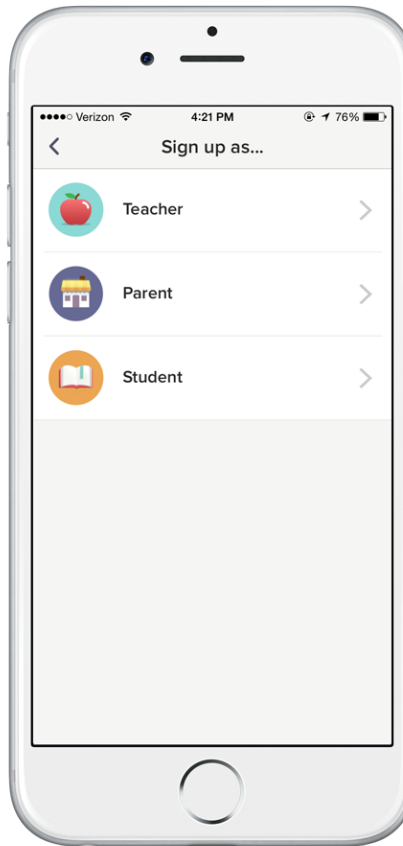 Verizon 4:21 PM 76%
Sign up as...
Teacher
Parent
Student